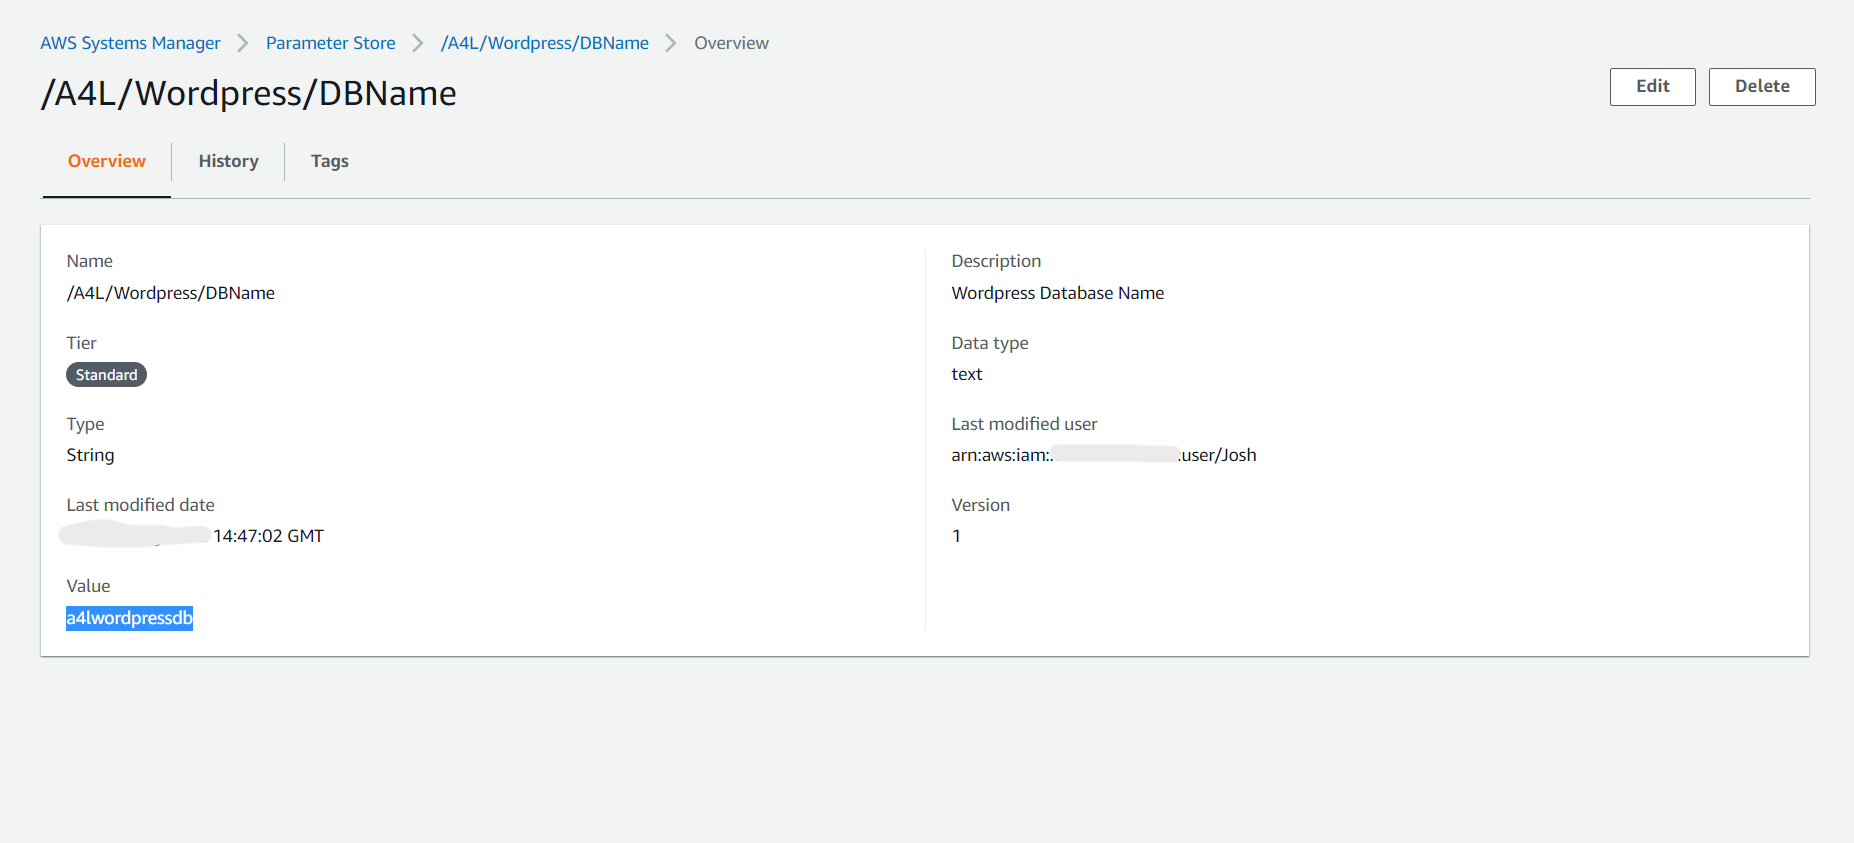 AWS Systems Manager > Parameter Store > /A4L/Wordpress/DBName > Overview
/A4L/Wordpress/DBName
Edit
Delete
Overview
History
Tags
Name
/A4L/Wordpress/DBName
Tier
Standard
Type
String
Last modified date
14:47:02 GMT
Value
a4lwordpressdb
Description
Wordpress Database Name
Data type
text
Last modified user
arn:aws:iam: user/Josh
Version
1